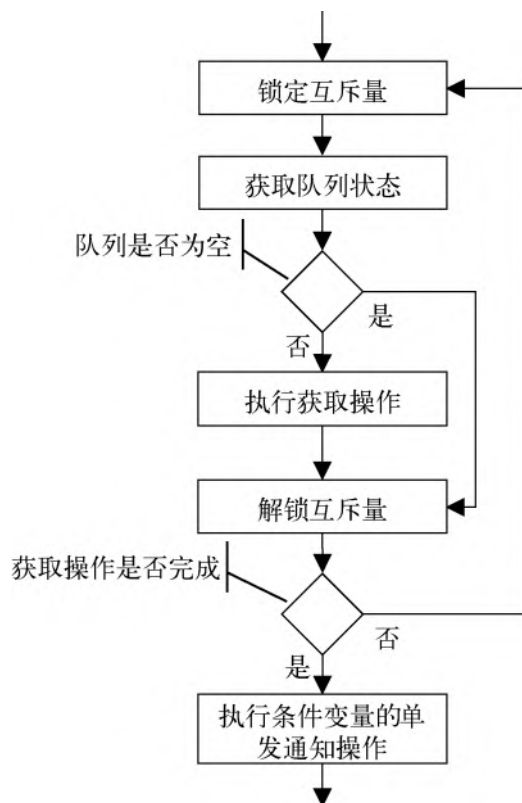 锁定互斥量
获取队列状态
队列是否为空
是
否
执行获取操作
解锁互斥量
获取操作是否完成
否
是
执行条件变量的单
发通知操作